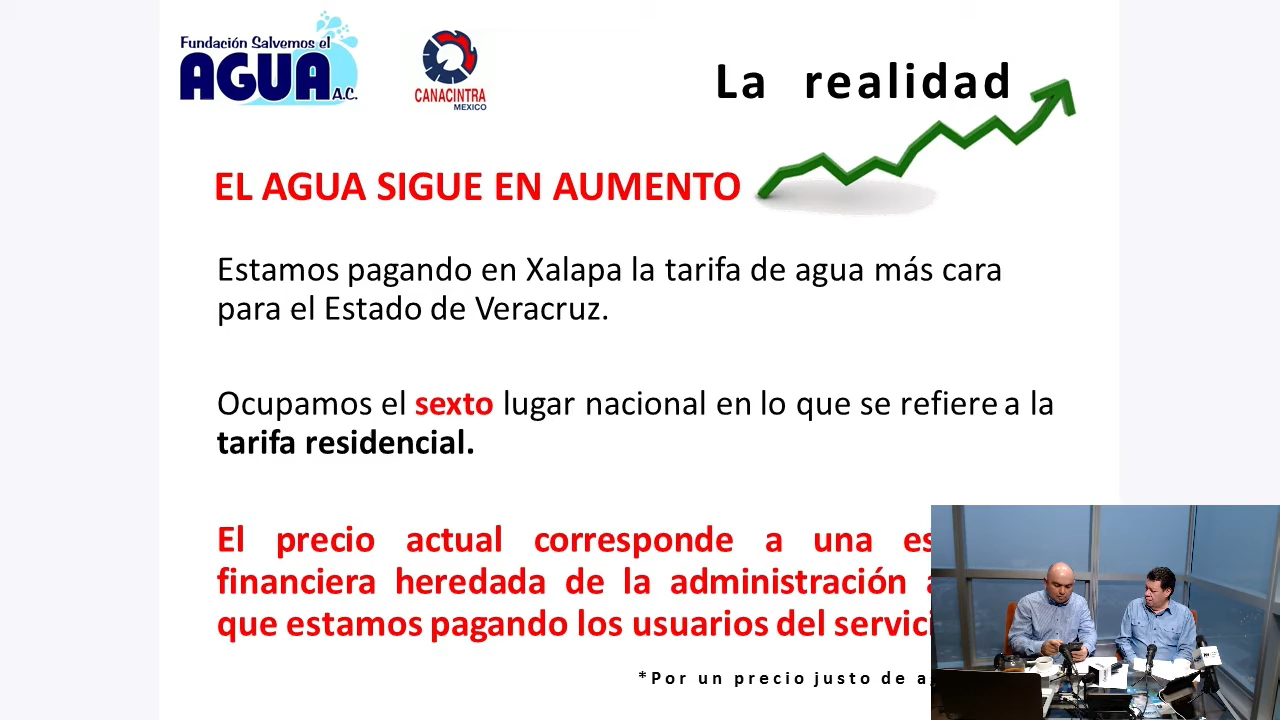 Fundación Salvemos el
AGUA A.C.
CANACINTRA
MEXICO
La realidad
EL AGUA SIGUE EN AUMENTO
Estamos pagando en Xalapa la tarifa de agua más cara
para el Estado de Veracruz.
Ocupamos el sexto lugar nacional en lo que se refiere a la
tarifa residencial.
El precio actual corresponde a una
financiera heredada de la administración
que estamos pagando los usuarios del
*Por un precio justo de